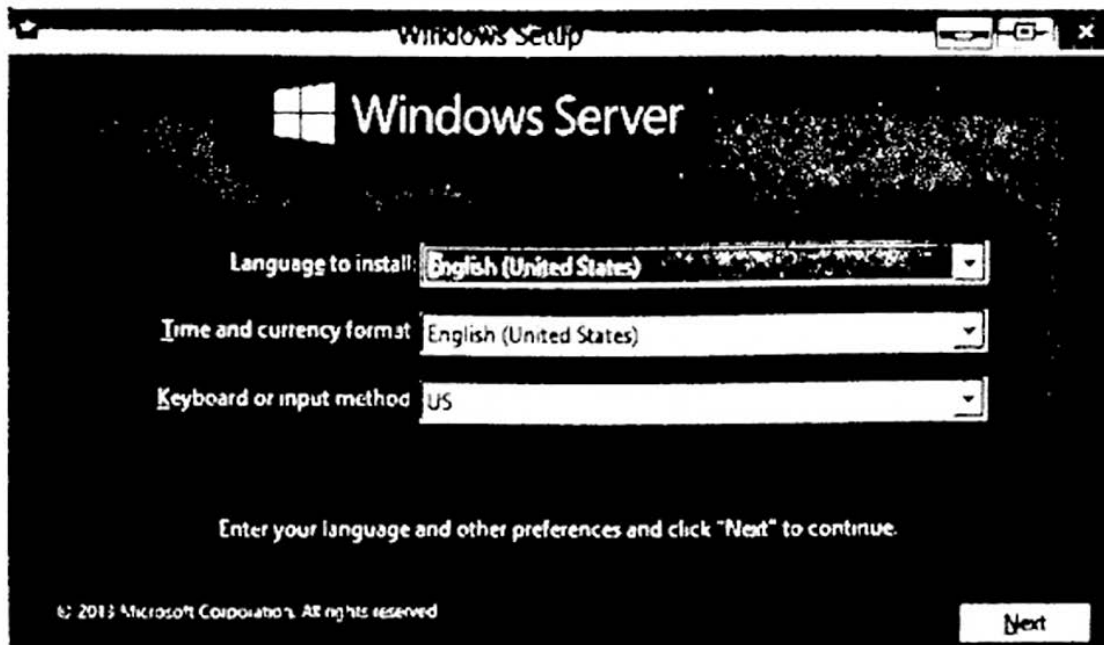 Windows Setup
Windows Server
Language to install: English (United States)
Time and currency format English (United States)
Keyboard or input method US
Enter your language and other preferences and click "Next" to continue.
© 2013 Microsoft Corporation. All rights reserved
Next